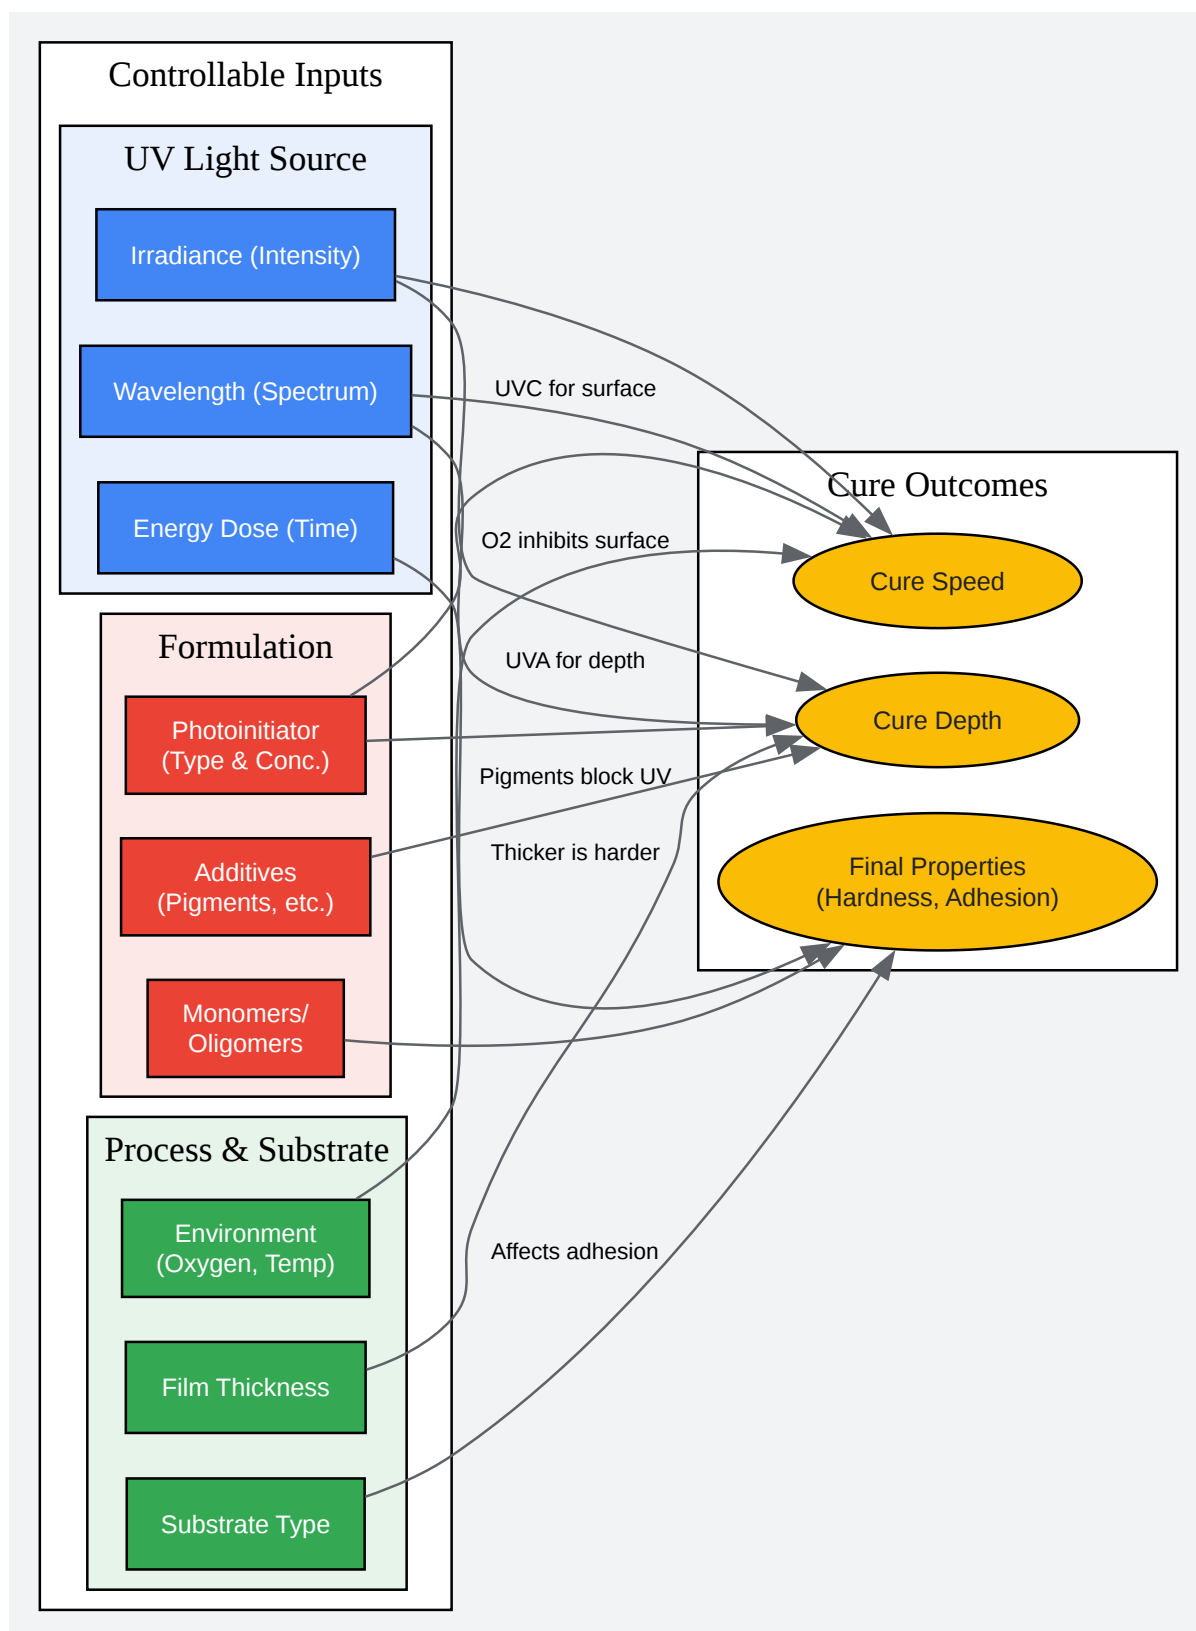 Controllable Inputs
UV Light Source
Irradiance (Intensity)
Wavelength (Spectrum)
Energy Dose (Time)
Formulation
Photoinitiator
(Type & Conc.)
Additives
(Pigments, etc.)
Monomers/
Oligomers
Process & Substrate
Environment
(Oxygen, Temp)
Film Thickness
Substrate Type
UVC for surface
O2 inhibits surface
UVA for depth
Pigments block UV
Thicker is harder
Affects adhesion
Cure Outcomes
Cure Speed
Cure Depth
Final Properties
(Hardness, Adhesion)